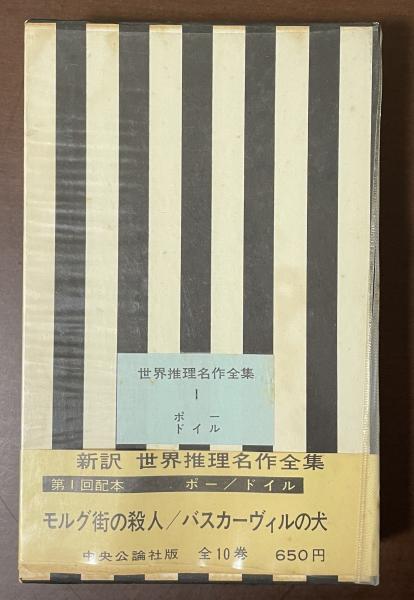 世界推理名作全集
1
ポー
ドイル
新訳 世界推理名作全集
第1回配本 ポー/ドイル
モルグ街の殺人/バスカーヴィルの犬
中央公論社版 全10巻 650円